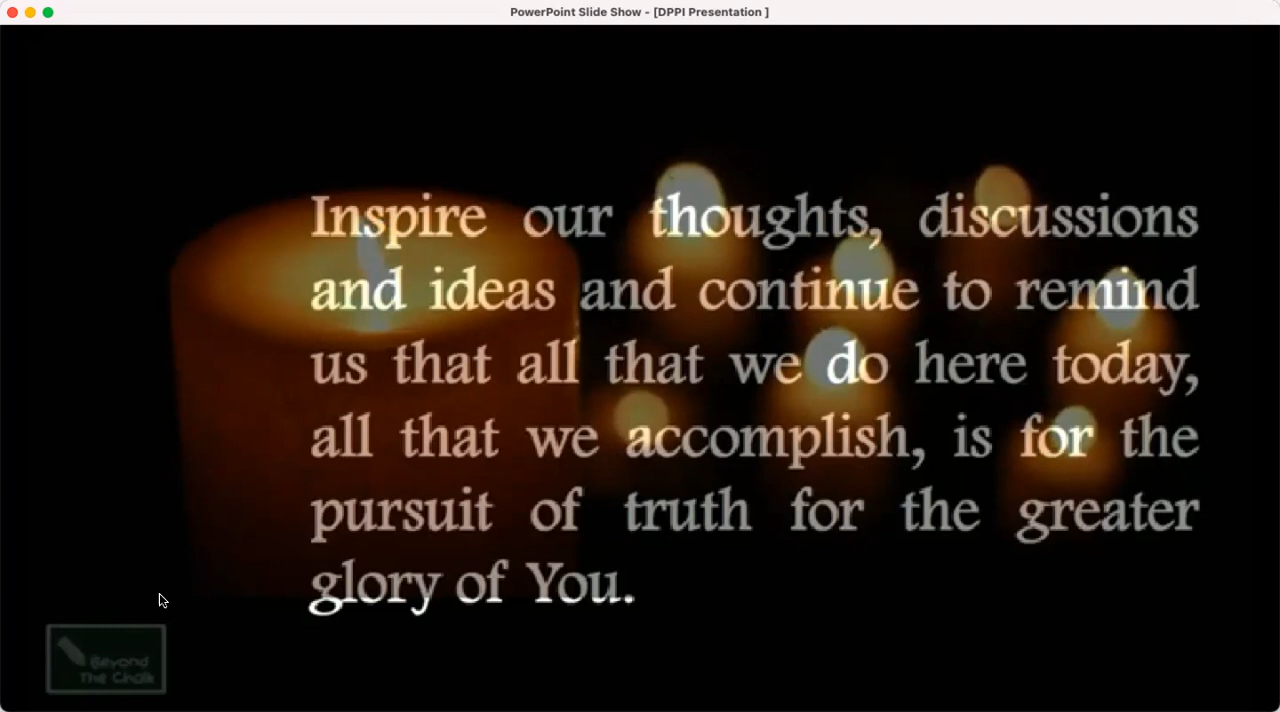 PowerPoint Slide Show - [DPPI Presentation ]
Inspire our thoughts, discussions
and ideas and continue to remind
us that all that we do here today,
all that we accomplish, is for the
pursuit of truth for the greater
glory of You.
Beyond
The Chalk